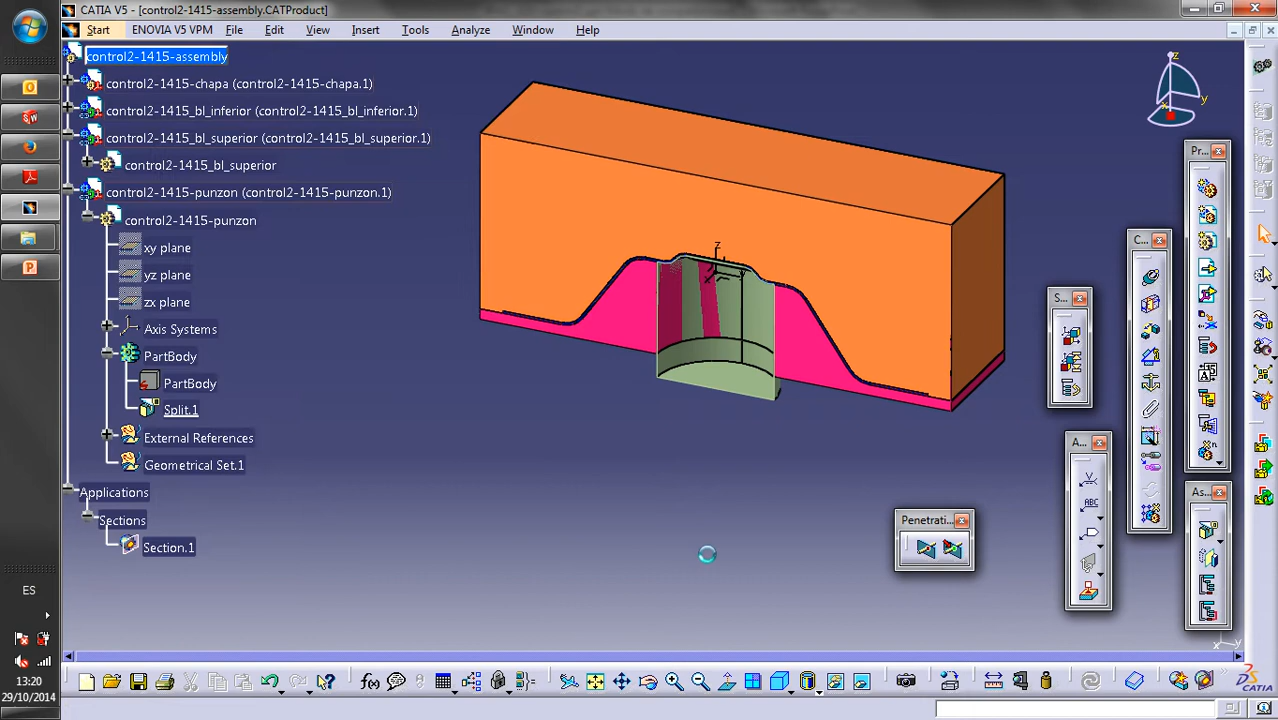 CATIA V5 - [control2-1415-assembly.CATProduct]
Start ENOVIA V5 VPM File Edit View Insert Tools Analyze Window Help
control2-1415-assembly
control2-1415-chapa (control2-1415-chapa.1)
control2-1415_bl_inferior (control2-1415_bl_inferior.1)
control2-1415_bl_superior (control2-1415_bl_superior.1)
control2-1415_bl_superior
control2-1415-punzon (control2-1415-punzon.1)
control2-1415-punzon
xy plane
yz plane
zx plane
Axis Systems
PartBody
PartBody
Split.1
External References
Geometrical Set.1
Applications
Sections
Section.1
z
x
y
z
x
Pr...
C...
S...
A...
ABC
As...
Penetrati...
ES
13:20
29/10/2014
x
y
f(x)
CATIA